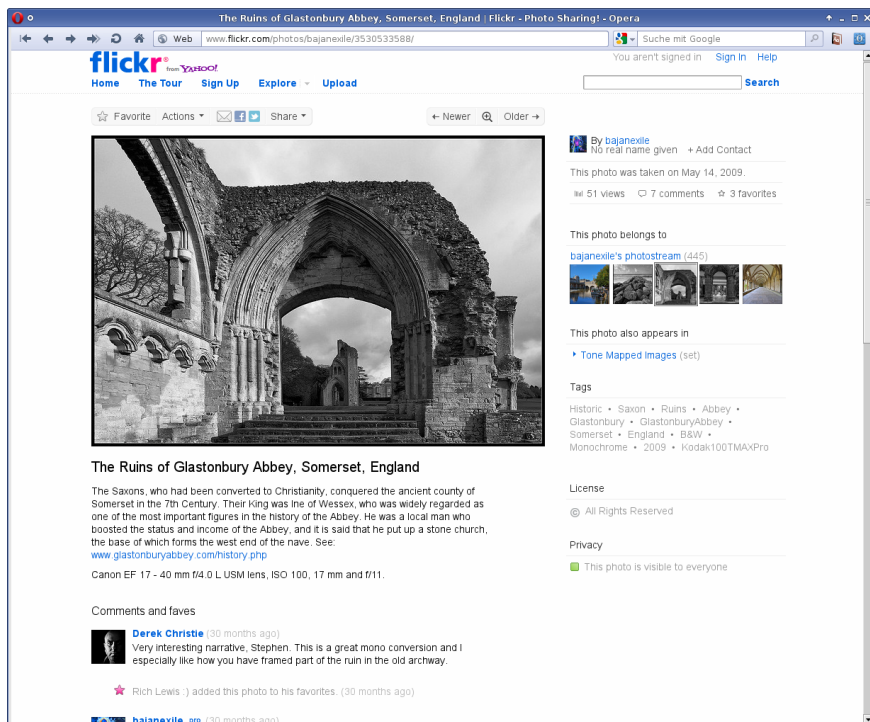 The Ruins of Glastonbury Abbey, Somerset, England | Flickr - Photo Sharing! - Opera
Web www.flickr.com/photos/bajanexile/3530533588/ Suche mit Google
flickr from YAHOO!
You aren't signed in Sign In Help
Home The Tour Sign Up Explore Upload
Search
Favorite Actions Share
← Newer Older →
By bajanexile
No real name given + Add Contact
This photo was taken on May 14, 2009.
51 views 7 comments 3 favorites
This photo belongs to
bajanexile's photostream (445)
This photo also appears in
Tone Mapped Images (set)
Tags
Historic • Saxon • Ruins • Abbey •
Glastonbury • GlastonburyAbbey •
Somerset • England • B&W •
Monochrome • 2009 • Kodak100TMAXPro
License
© All Rights Reserved
Privacy
This photo is visible to everyone
The Ruins of Glastonbury Abbey, Somerset, England
The Saxons, who had been converted to Christianity, conquered the ancient county of
Somerset in the 7th Century. Their King was Ine of Wessex, who was widely regarded as
one of the most important figures in the history of the Abbey. He was a local man who
boosted the status and income of the Abbey, and it is said that he put up a stone church,
the base of which forms the west end of the nave. See:
www.glastonburyabbey.com/history.php
Canon EF 17 - 40 mm f/4.0 L USM lens, ISO 100, 17 mm and f/11.
Comments and faves
Derek Christie (30 months ago)
Very interesting narrative, Stephen. This is a great mono conversion and I
especially like how you have framed part of the ruin in the old archway.
Rich Lewis :) added this photo to his favorites. (30 months ago)
bajanexile pro (30 months ago)